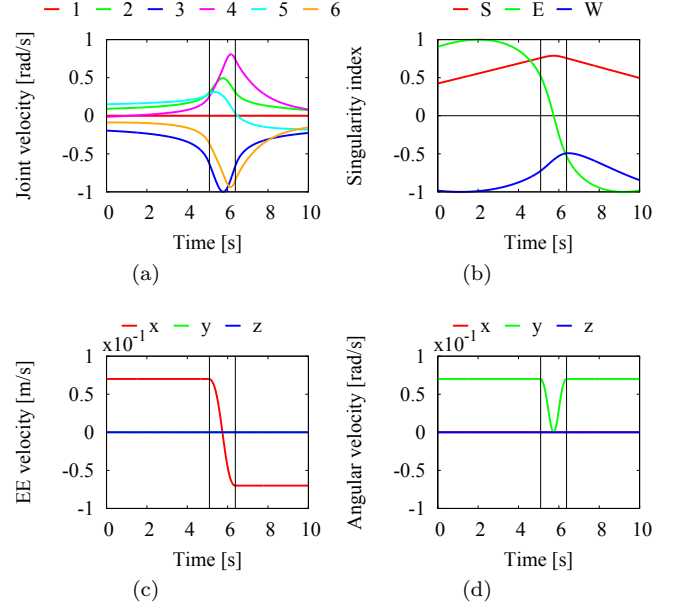 1 2 3 4 5 6
S E W
Joint velocity [rad/s]
1
0.5
0
-0.5
-1
0 2 4 6 8 10
Time [s]
(a)
Singularity index
1
0.5
0
-0.5
-1
0 2 4 6 8 10
Time [s]
(b)
x y z
x10-1
EE velocity [m/s]
1
0.5
0
-0.5
-1
0 2 4 6 8 10
Time [s]
(c)
x y z
x10-1
Angular velocity [rad/s]
1
0.5
0
-0.5
-1
0 2 4 6 8 10
Time [s]
(d)